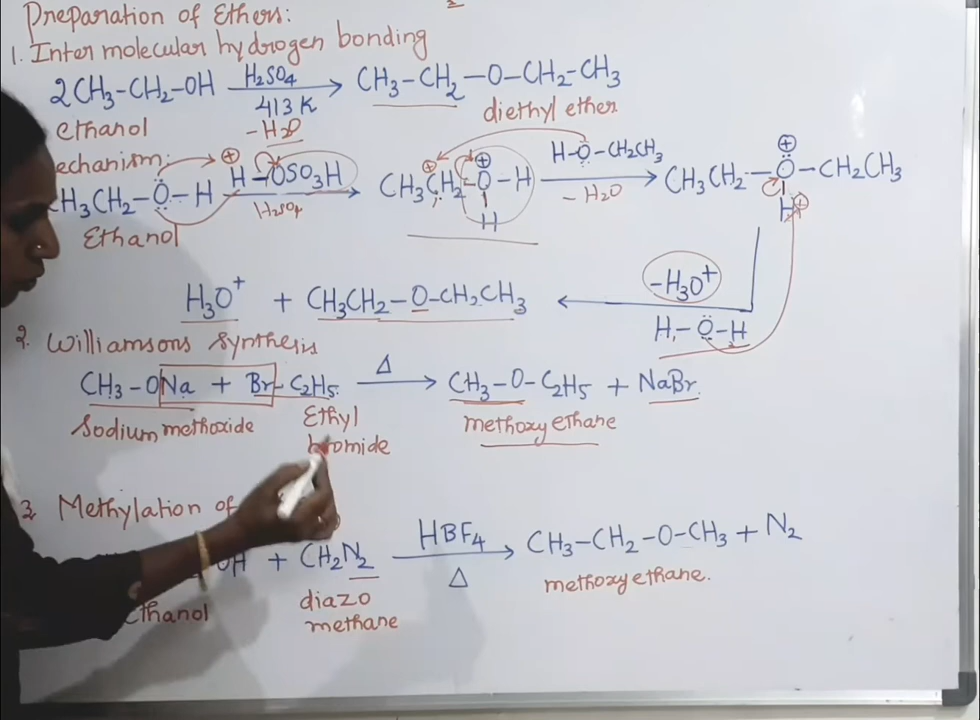 Preparation of Ethers:
1. Inter molecular hydrogen bonding
2CH3-CH2-OH H2SO4 413 K -H2O → CH3-CH2-O-CH2-CH3
ethanol diethyl ether
echanism:
H3CH2-Ö-H + H-OSO3H H2SO4 → CH3CH2-O-H H ⊕ H-Ö-CH2CH3 -H2O → CH3CH2-Ö-CH2CH3 ⊕ H
Ethanol
-H3O+
H-Ö-H
H3O+ + CH3CH2-O-CH2CH3 ←
2. Williamsons synthesis
CH3-ONa + Br-C2H5 Δ → CH3-O-C2H5 + NaBr
Sodium methoxide Ethyl bromide methoxy ethane
3. Methylation of
OH + CH2N2 HBF4 Δ → CH3-CH2-O-CH3 + N2
ethanol diazo methane methoxyethane.